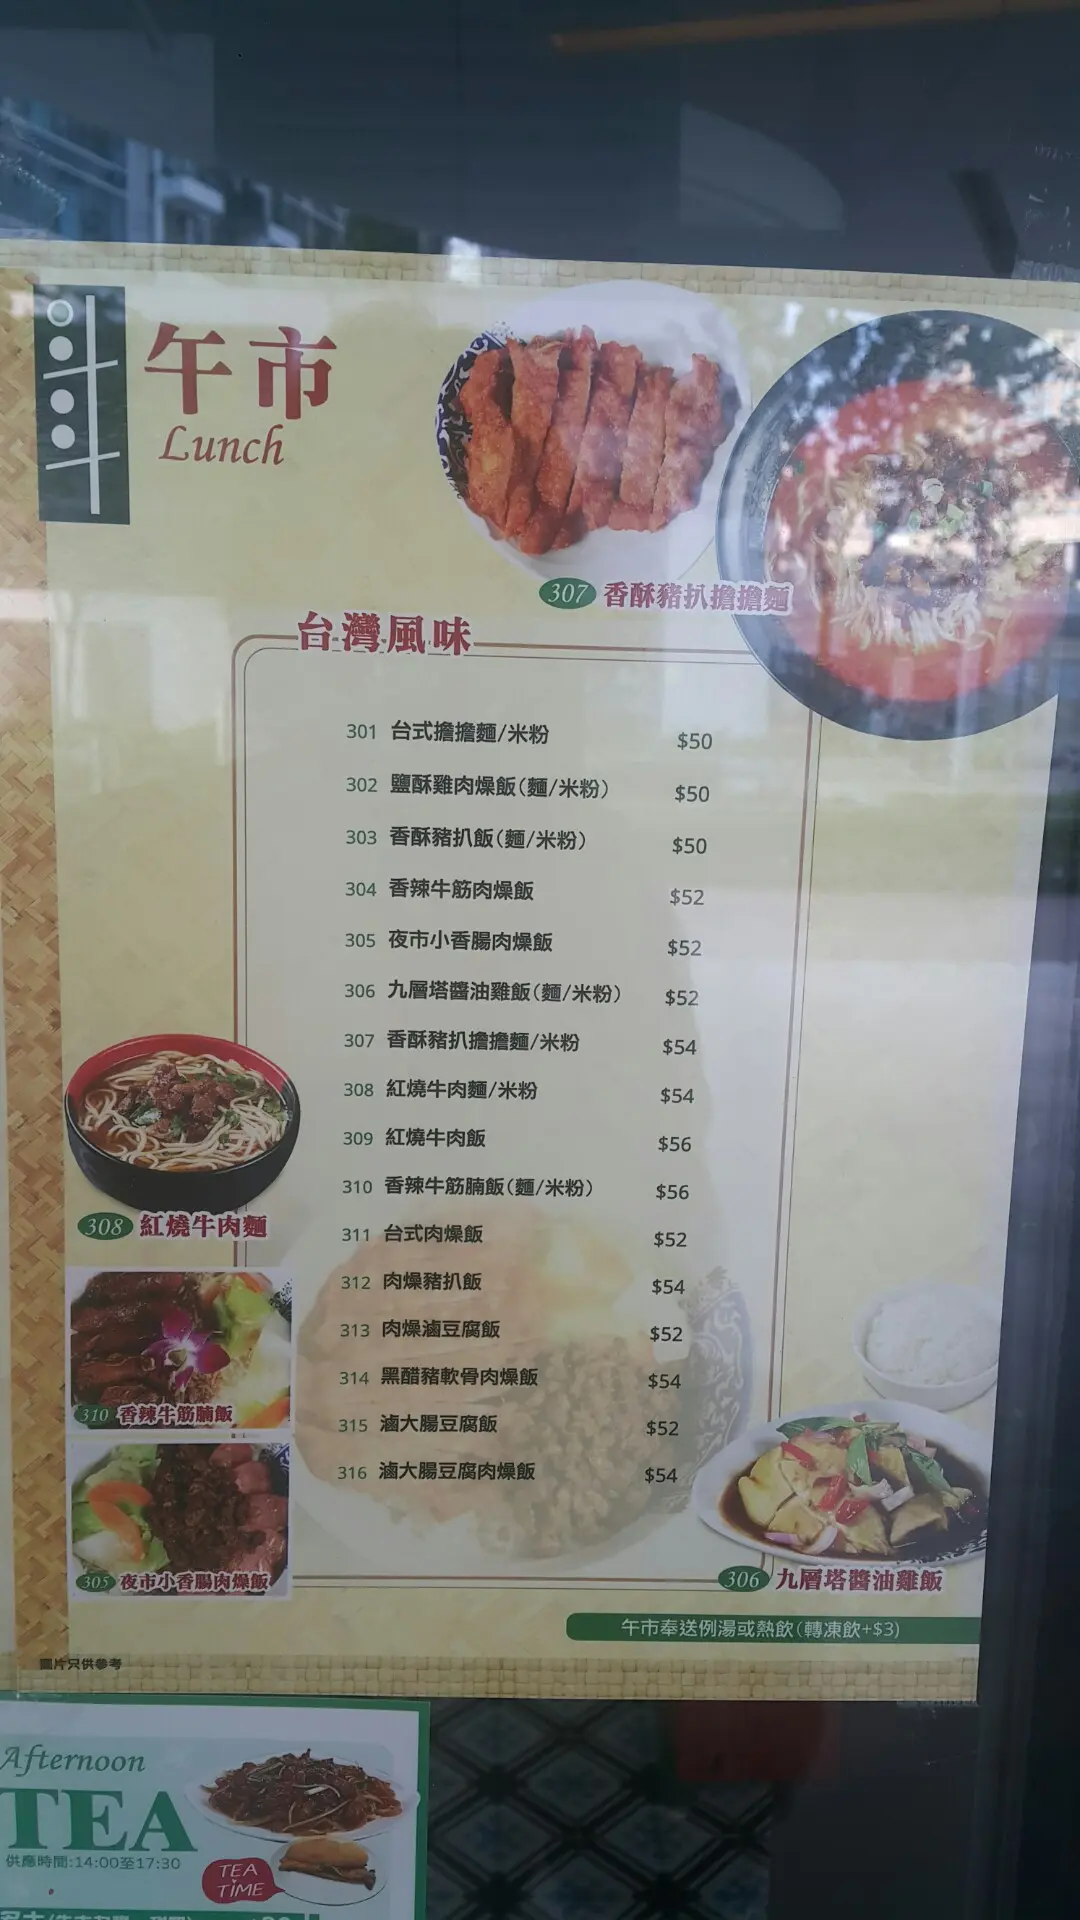 午市
Lunch
307 香酥豬扒擔擔麵
台灣風味
301 台式擔擔麵/米粉 $50
302 鹽酥雞肉燥飯(麵/米粉) $50
303 香酥豬扒飯(麵/米粉) $50
304 香辣牛筋肉燥飯 $52
305 夜市小香腸肉燥飯 $52
306 九層塔醬油雞飯(麵/米粉) $52
307 香酥豬扒擔擔麵/米粉 $54
308 紅燒牛肉麵/米粉 $54
309 紅燒牛肉飯 $56
310 香辣牛筋腩飯(麵/米粉) $56
311 台式肉燥飯 $52
312 肉燥豬扒飯 $54
313 肉燥滷豆腐飯 $52
314 黑醋豬軟骨肉燥飯 $54
315 滷大腸豆腐飯 $52
316 滷大腸豆腐肉燥飯 $54
308 紅燒牛肉麵
310 香辣牛筋腩飯
305 夜市小香腸肉燥飯
306 九層塔醬油雞飯
午市奉送例湯或熱飲(轉凍飲+$3)
圖片只供參考
Afternoon
TEA
供應時間:14:00至17:30
TEA
TIME